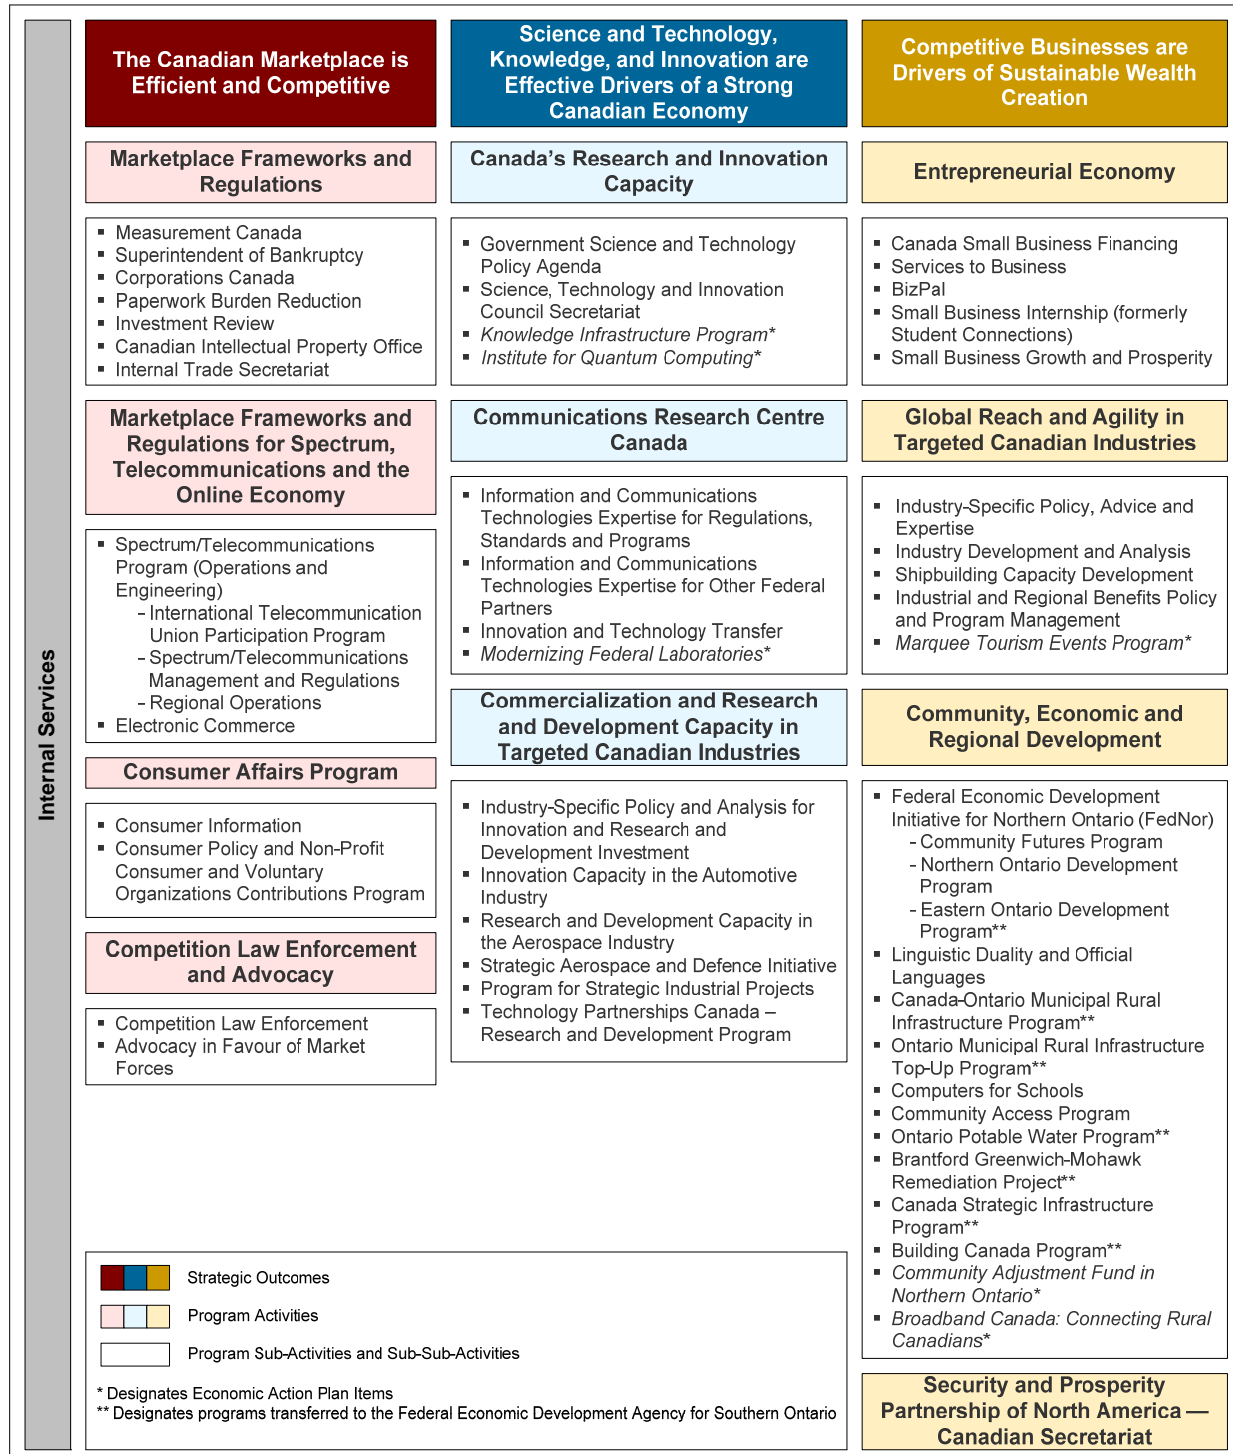 Internal Services
The Canadian Marketplace is
Efficient and Competitive
Marketplace Frameworks and
Regulations
▪ Measurement Canada
▪ Superintendent of Bankruptcy
▪ Corporations Canada
▪ Paperwork Burden Reduction
▪ Investment Review
▪ Canadian Intellectual Property Office
▪ Internal Trade Secretariat
Marketplace Frameworks and
Regulations for Spectrum,
Telecommunications and the
Online Economy
▪ Spectrum/Telecommunications
Program (Operations and
Engineering)
– International Telecommunication
Union Participation Program
– Spectrum/Telecommunications
Management and Regulations
– Regional Operations
▪ Electronic Commerce
Consumer Affairs Program
▪ Consumer Information
▪ Consumer Policy and Non-Profit
Consumer and Voluntary
Organizations Contributions Program
Competition Law Enforcement
and Advocacy
▪ Competition Law Enforcement
▪ Advocacy in Favour of Market
Forces
Science and Technology,
Knowledge, and Innovation are
Effective Drivers of a Strong
Canadian Economy
Canada's Research and Innovation
Capacity
▪ Government Science and Technology
Policy Agenda
▪ Science, Technology and Innovation
Council Secretariat
▪ Knowledge Infrastructure Program*
▪ Institute for Quantum Computing*
Communications Research Centre
Canada
▪ Information and Communications
Technologies Expertise for Regulations,
Standards and Programs
▪ Information and Communications
Technologies Expertise for Other Federal
Partners
▪ Innovation and Technology Transfer
▪ Modernizing Federal Laboratories*
Commercialization and Research
and Development Capacity in
Targeted Canadian Industries
▪ Industry-Specific Policy and Analysis for
Innovation and Research and
Development Investment
▪ Innovation Capacity in the Automotive
Industry
▪ Research and Development Capacity in
the Aerospace Industry
▪ Strategic Aerospace and Defence Initiative
▪ Program for Strategic Industrial Projects
▪ Technology Partnerships Canada –
Research and Development Program
Competitive Businesses are
Drivers of Sustainable Wealth
Creation
Entrepreneurial Economy
▪ Canada Small Business Financing
▪ Services to Business
▪ BizPal
▪ Small Business Internship (formerly
Student Connections)
▪ Small Business Growth and Prosperity
Global Reach and Agility in
Targeted Canadian Industries
▪ Industry-Specific Policy, Advice and
Expertise
▪ Industry Development and Analysis
▪ Shipbuilding Capacity Development
▪ Industrial and Regional Benefits Policy
and Program Management
▪ Marquee Tourism Events Program*
Community, Economic and
Regional Development
▪ Federal Economic Development
Initiative for Northern Ontario (FedNor)
– Community Futures Program
– Northern Ontario Development
Program
– Eastern Ontario Development
Program**
▪ Linguistic Duality and Official
Languages
▪ Canada-Ontario Municipal Rural
Infrastructure Program**
▪ Ontario Municipal Rural Infrastructure
Top-Up Program**
▪ Computers for Schools
▪ Community Access Program
▪ Ontario Potable Water Program**
▪ Brantford Greenwich-Mohawk
Remediation Project**
▪ Canada Strategic Infrastructure
Program**
▪ Building Canada Program**
▪ Community Adjustment Fund in
Northern Ontario*
▪ Broadband Canada: Connecting Rural
Canadians*
Security and Prosperity
Partnership of North America —
Canadian Secretariat
Strategic Outcomes
Program Activities
Program Sub-Activities and Sub-Sub-Activities
* Designates Economic Action Plan Items
** Designates programs transferred to the Federal Economic Development Agency for Southern Ontario